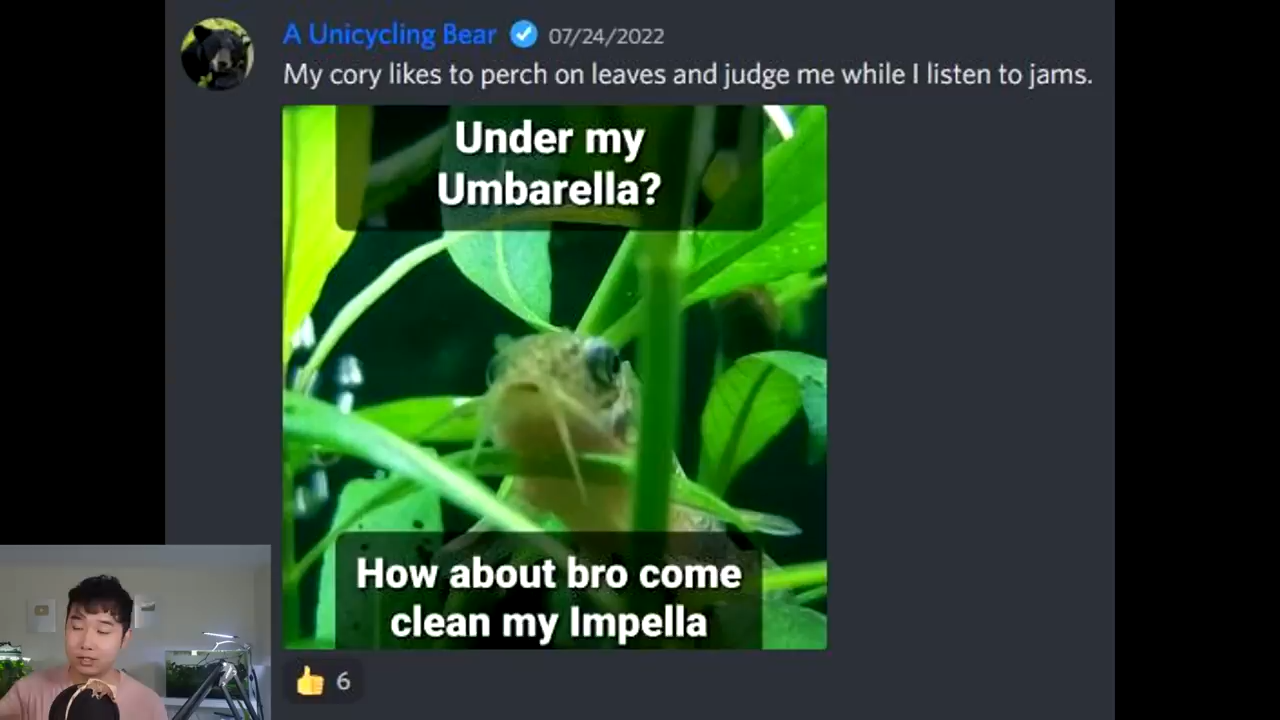 A Unicycling Bear 07/24/2022
My cory likes to perch on leaves and judge me while I listen to jams.
Under my
Umbarella?
How about bro come
clean my Impella
👍 6